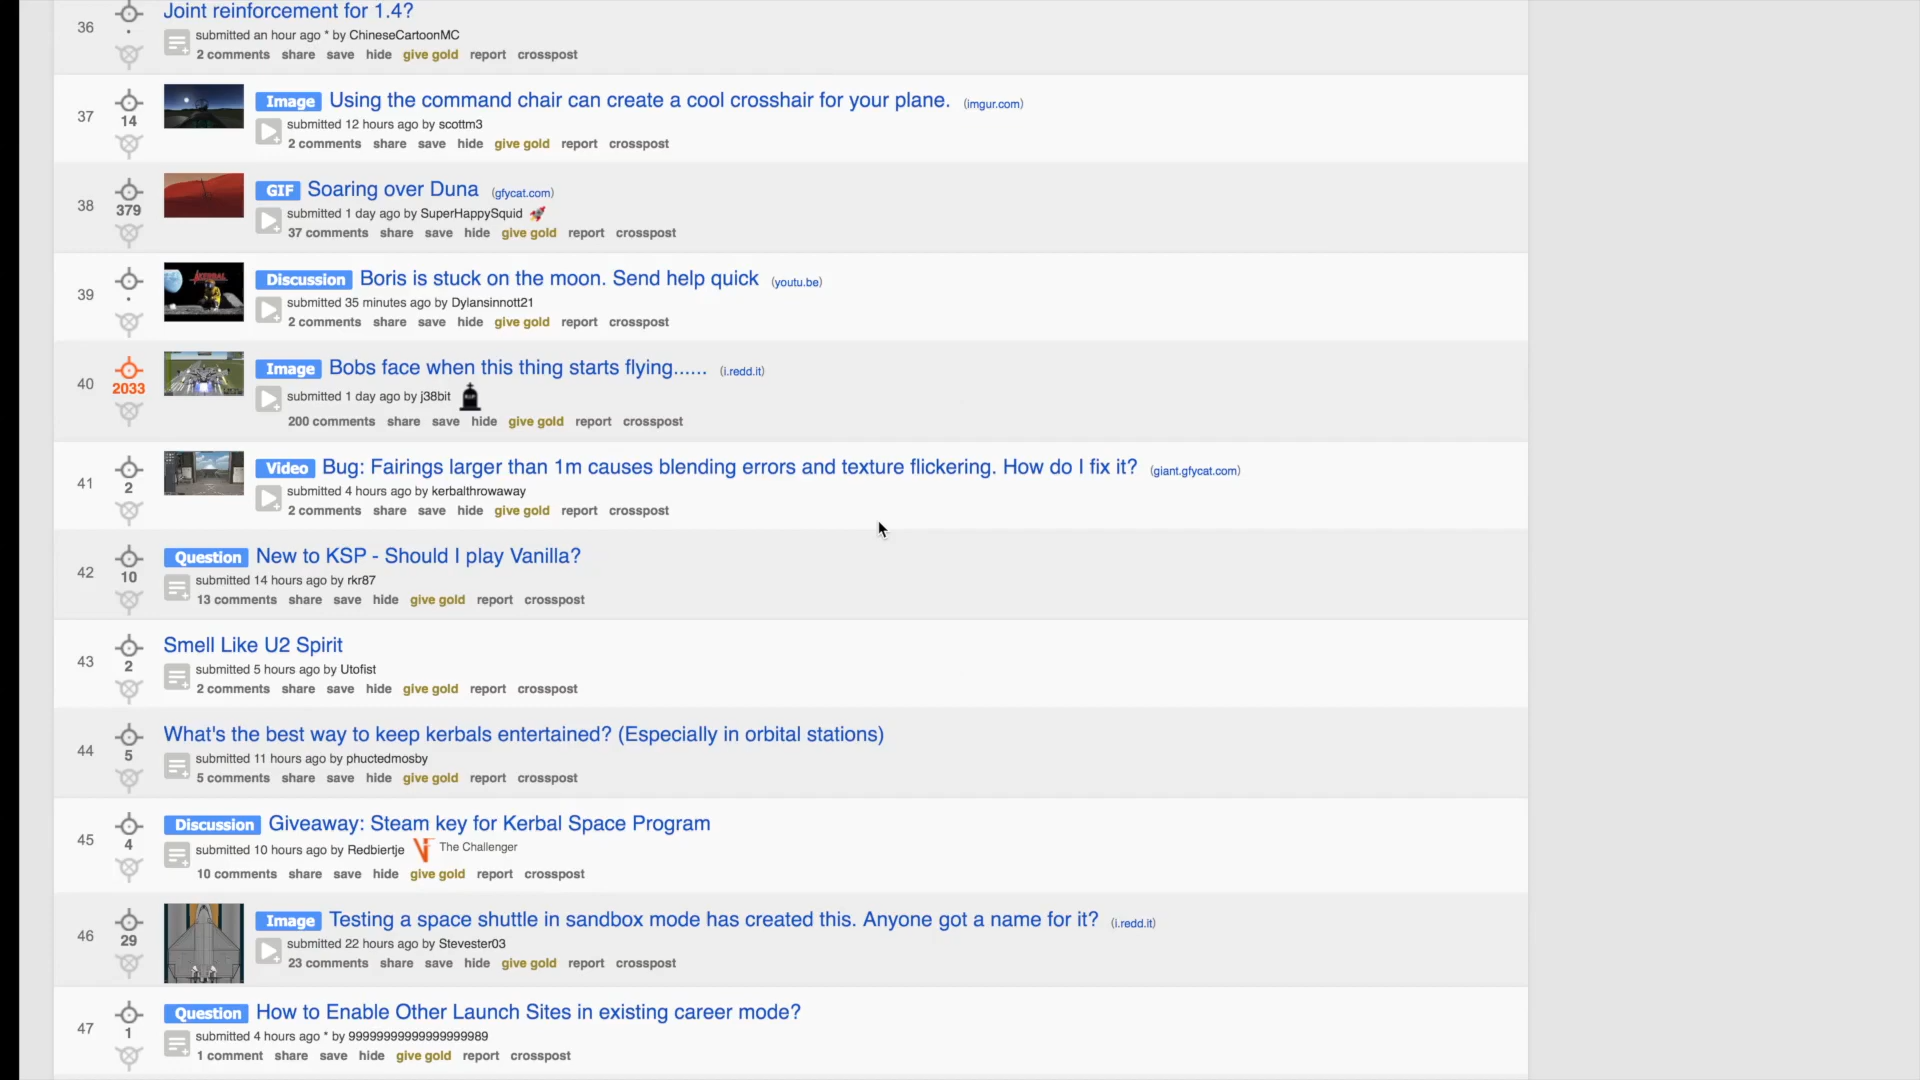 36
Joint reinforcement for 1.4?
submitted an hour ago * by ChineseCartoonMC
2 comments share save hide give gold report crosspost
37
14
Image Using the command chair can create a cool crosshair for your plane. (imgur.com)
submitted 12 hours ago by scottm3
2 comments share save hide give gold report crosspost
38
379
GIF Soaring over Duna (gfycat.com)
submitted 1 day ago by SuperHappySquid
37 comments share save hide give gold report crosspost
39
KERBAL
Discussion Boris is stuck on the moon. Send help quick (youtu.be)
submitted 35 minutes ago by Dylansinnott21
2 comments share save hide give gold report crosspost
40
2033
Image Bobs face when this thing starts flying...... (i.redd.it)
submitted 1 day ago by j38bit
200 comments share save hide give gold report crosspost
41
2
Video Bug: Fairings larger than 1m causes blending errors and texture flickering. How do I fix it? (giant.gfycat.com)
submitted 4 hours ago by kerbalthrowaway
2 comments share save hide give gold report crosspost
42
10
Question New to KSP - Should I play Vanilla?
submitted 14 hours ago by rkr87
13 comments share save hide give gold report crosspost
43
2
Smell Like U2 Spirit
submitted 5 hours ago by Utofist
2 comments share save hide give gold report crosspost
44
5
What's the best way to keep kerbals entertained? (Especially in orbital stations)
submitted 11 hours ago by phuctedmosby
5 comments share save hide give gold report crosspost
45
4
Discussion Giveaway: Steam key for Kerbal Space Program
submitted 10 hours ago by Redbiertje The Challenger
10 comments share save hide give gold report crosspost
46
29
Image Testing a space shuttle in sandbox mode has created this. Anyone got a name for it? (i.redd.it)
submitted 22 hours ago by Stevester03
23 comments share save hide give gold report crosspost
47
1
Question How to Enable Other Launch Sites in existing career mode?
submitted 4 hours ago * by 99999999999999999989
1 comment share save hide give gold report crosspost